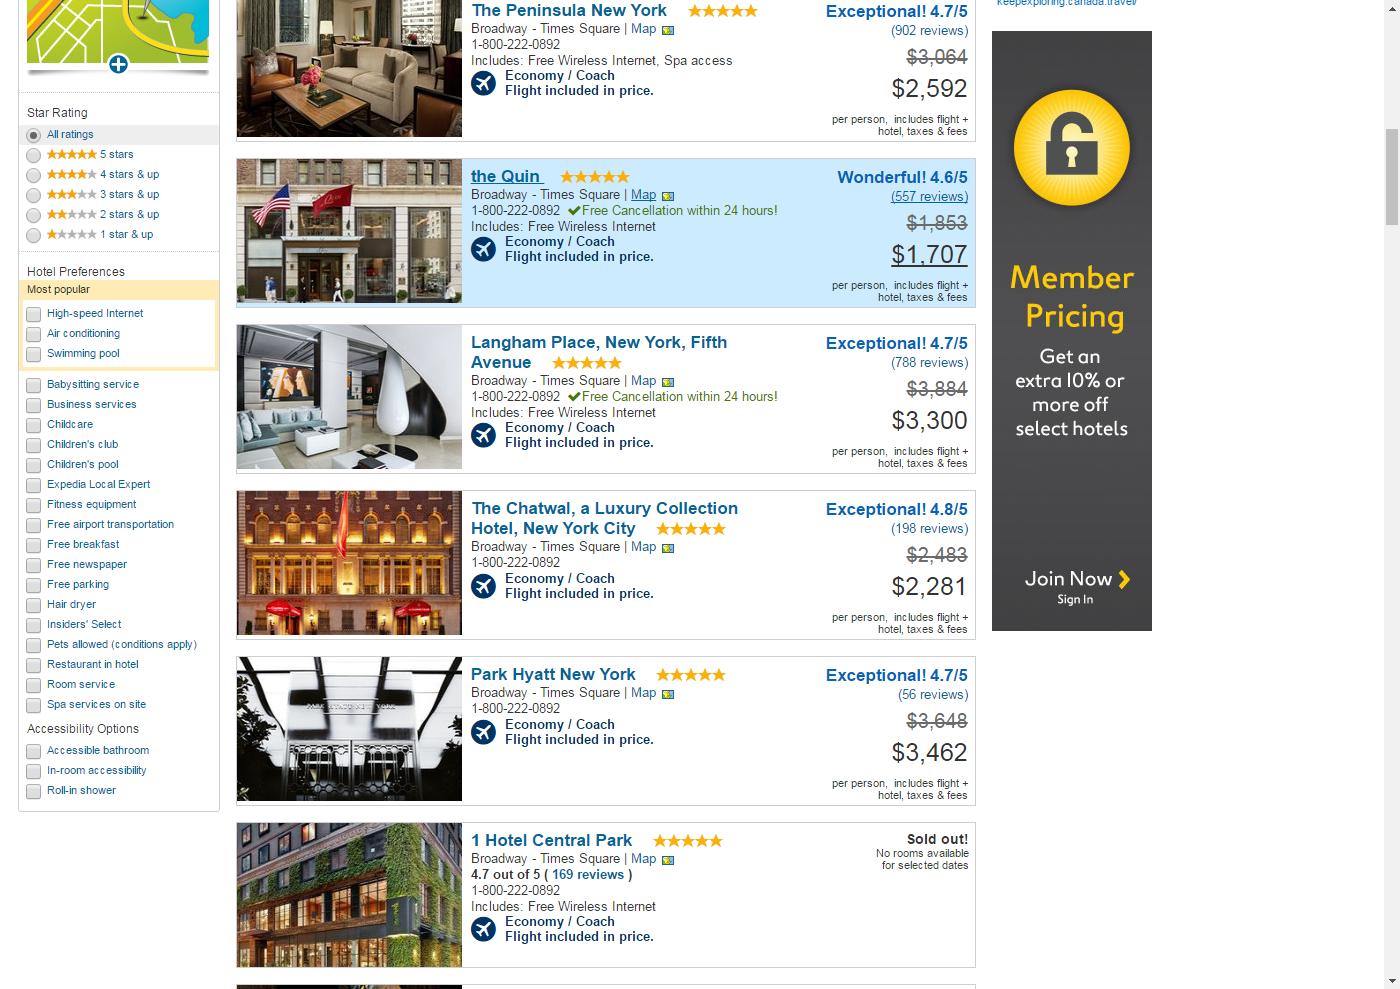 keepexploring.canada.travel/
Star Rating
All ratings
5 stars
4 stars & up
3 stars & up
2 stars & up
1 star & up
Hotel Preferences
Most popular
High-speed Internet
Air conditioning
Swimming pool
Babysitting service
Business services
Childcare
Children's club
Children's pool
Expedia Local Expert
Fitness equipment
Free airport transportation
Free breakfast
Free newspaper
Free parking
Hair dryer
Insiders' Select
Pets allowed (conditions apply)
Restaurant in hotel
Room service
Spa services on site
Accessibility Options
Accessible bathroom
In-room accessibility
Roll-in shower
The Peninsula New York
Broadway - Times Square | Map
1-800-222-0892
Includes: Free Wireless Internet, Spa access
Economy / Coach
Flight included in price.
Exceptional! 4.7/5
(902 reviews)
$3,064
$2,592
per person, includes flight +
hotel, taxes & fees
the Quin
Broadway - Times Square | Map
1-800-222-0892 Free Cancellation within 24 hours!
Includes: Free Wireless Internet
Economy / Coach
Flight included in price.
Wonderful! 4.6/5
(557 reviews)
$1,853
$1,707
per person, includes flight +
hotel, taxes & fees
Langham Place, New York, Fifth
Avenue
Broadway - Times Square | Map
1-800-222-0892 Free Cancellation within 24 hours!
Includes: Free Wireless Internet
Economy / Coach
Flight included in price.
Exceptional! 4.7/5
(788 reviews)
$3,884
$3,300
per person, includes flight +
hotel, taxes & fees
The Chatwal, a Luxury Collection
Hotel, New York City
Broadway - Times Square | Map
1-800-222-0892
Economy / Coach
Flight included in price.
Exceptional! 4.8/5
(198 reviews)
$2,483
$2,281
per person, includes flight +
hotel, taxes & fees
PARK HYATT NEW YORK
Park Hyatt New York
Broadway - Times Square | Map
1-800-222-0892
Economy / Coach
Flight included in price.
Exceptional! 4.7/5
(56 reviews)
$3,648
$3,462
per person, includes flight +
hotel, taxes & fees
1 Hotel Central Park
Broadway - Times Square | Map
4.7 out of 5 ( 169 reviews )
1-800-222-0892
Includes: Free Wireless Internet
Economy / Coach
Flight included in price.
Sold out!
No rooms available
for selected dates
Member
Pricing
Get an
extra 10% or
more off
select hotels
Join Now
Sign In